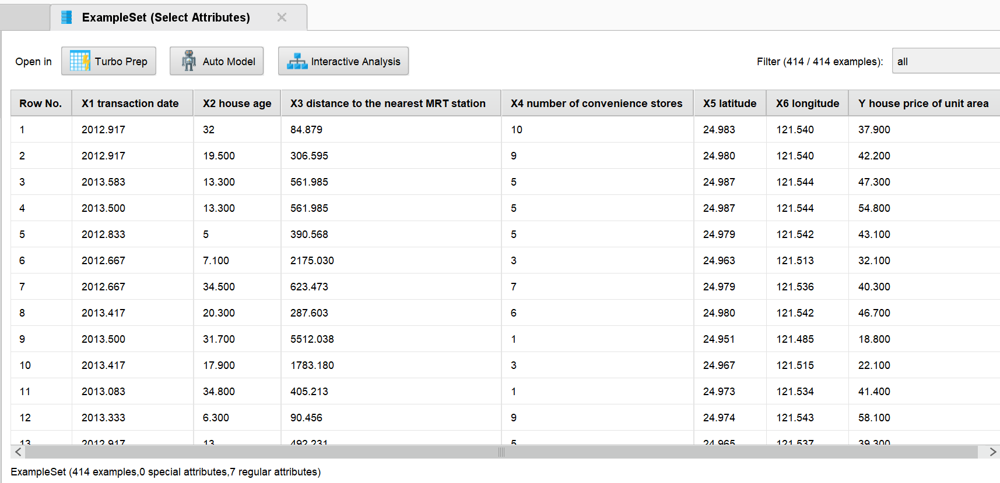 ExampleSet (Select Attributes)
Open in Turbo Prep Auto Model Interactive Analysis Filter (414 / 414 examples): all
Row No. X1 transaction date X2 house age X3 distance to the nearest MRT station X4 number of convenience stores X5 latitude X6 longitude Y house price of unit area
1 2012.917 32 84.879 10 24.983 121.540 37.900
2 2012.917 19.500 306.595 9 24.980 121.540 42.200
3 2013.583 13.300 561.985 5 24.987 121.544 47.300
4 2013.500 13.300 561.985 5 24.987 121.544 54.800
5 2012.833 5 390.568 5 24.979 121.542 43.100
6 2012.667 7.100 2175.030 3 24.963 121.513 32.100
7 2012.667 34.500 623.473 7 24.979 121.536 40.300
8 2013.417 20.300 287.603 6 24.980 121.542 46.700
9 2013.500 31.700 5512.038 1 24.951 121.485 18.800
10 2013.417 17.900 1783.180 3 24.967 121.515 22.100
11 2013.083 34.800 405.213 1 24.973 121.534 41.400
12 2013.333 6.300 90.456 9 24.974 121.543 58.100
13 2012.917 13 492.231 5 24.965 121.537 39.300
ExampleSet (414 examples,0 special attributes,7 regular attributes)